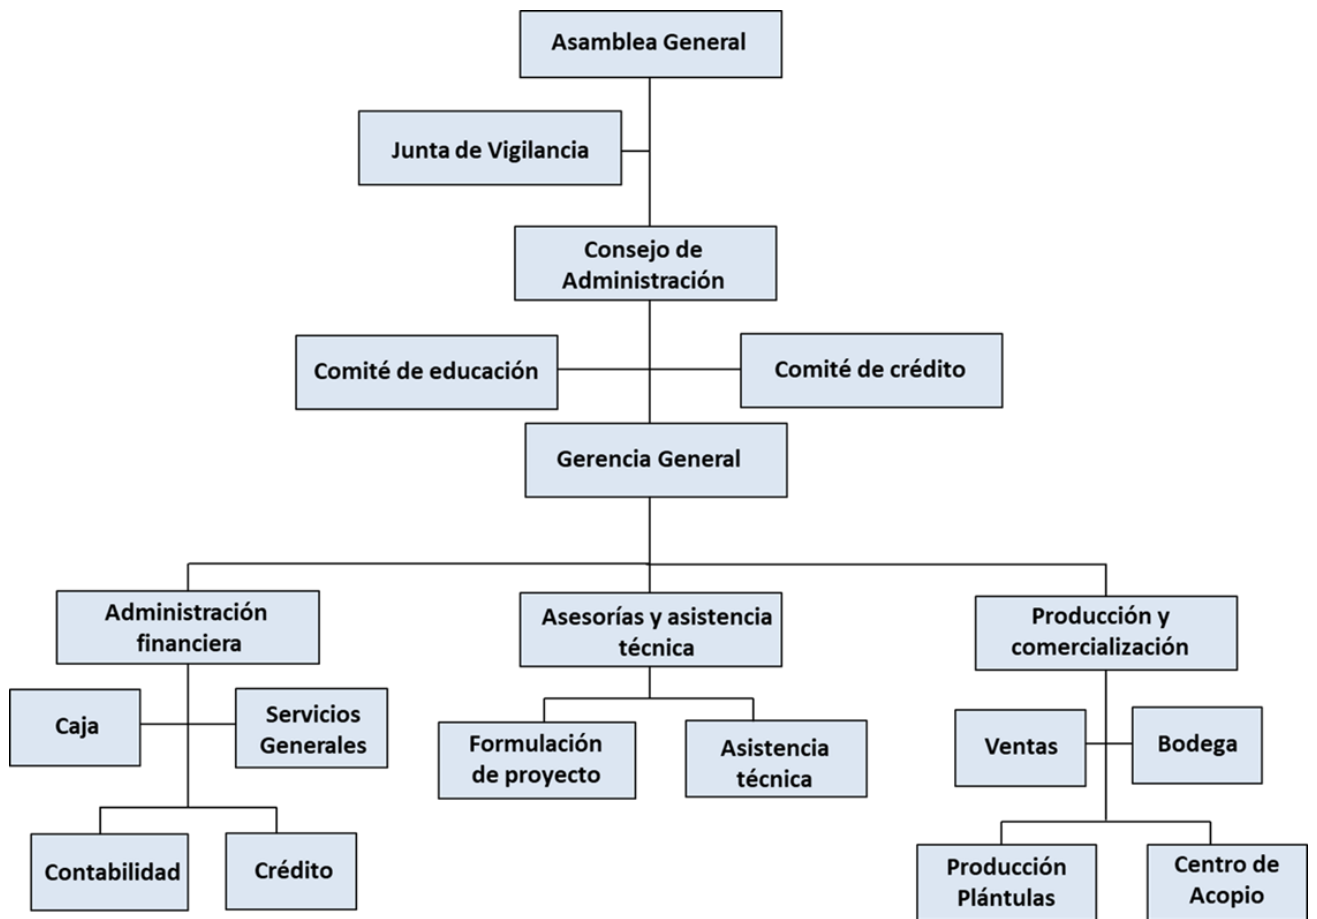 Asamblea General
Junta de Vigilancia
Consejo de
Administración
Comité de educación
Comité de crédito
Gerencia General
Administración
financiera
Asesorías y asistencia
técnica
Producción y
comercialización
Caja
Servicios
Generales
Formulación
de proyecto
Asistencia
técnica
Ventas
Bodega
Contabilidad
Crédito
Producción
Plántulas
Centro de
Acopio